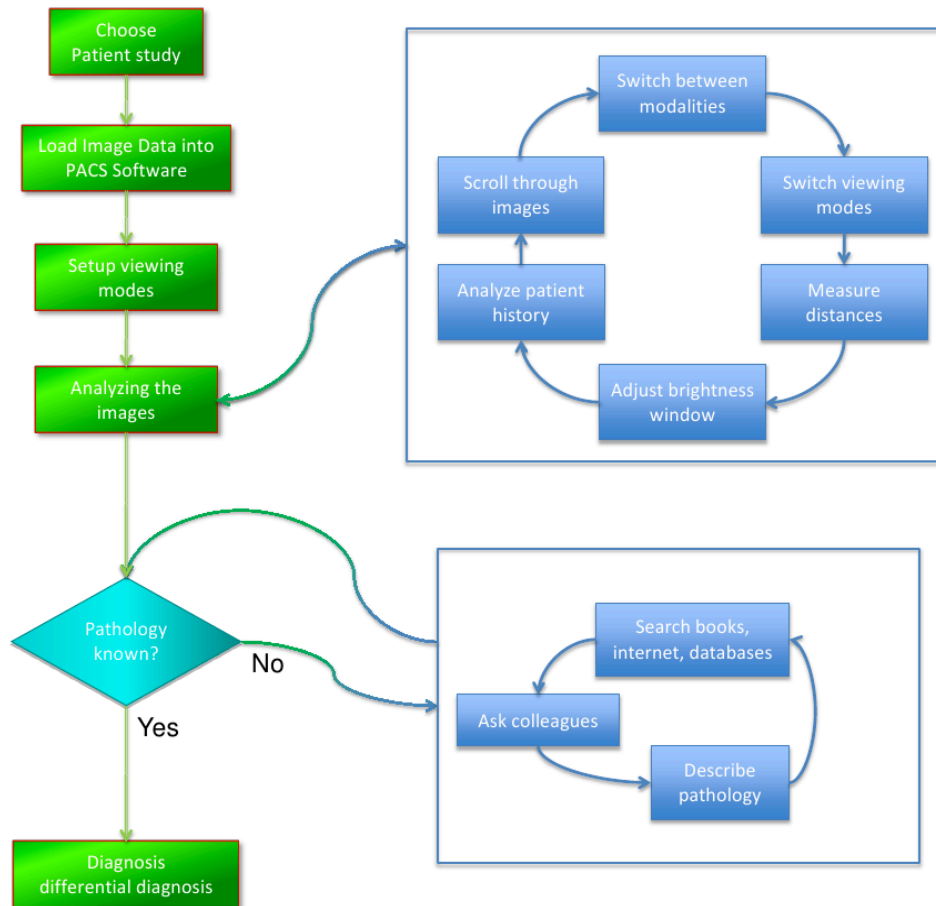 Choose
Patient study
Load Image Data into
PACS Software
Setup viewing
modes
Analyzing the
images
Pathology
known?
No
Yes
Diagnosis
differential diagnosis
Switch between
modalities
Switch viewing
modes
Measure
distances
Adjust brightness
window
Analyze patient
history
Scroll through
images
Search books,
internet, databases
Ask colleagues
Describe
pathology